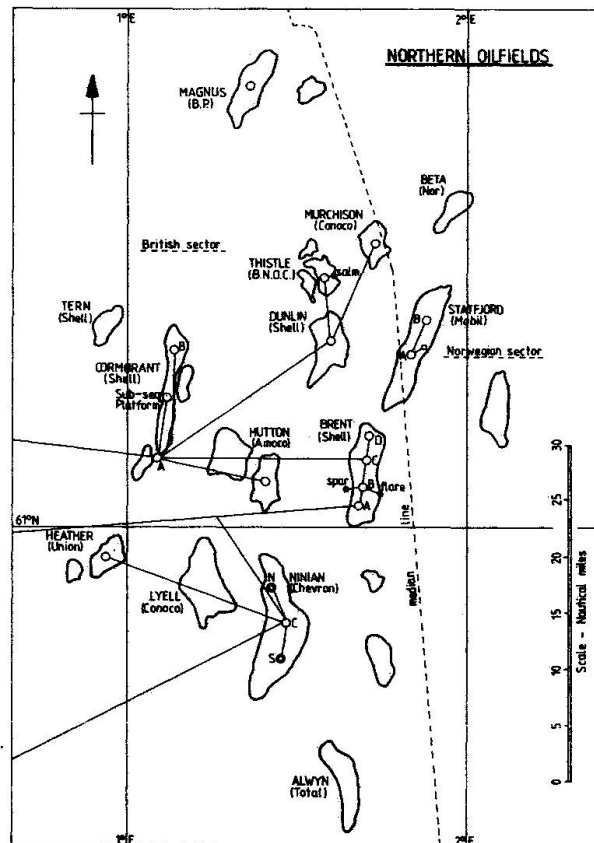 1°E
2°E
NORTHERN OILFIELDS
MAGNUS
(B.P.)
BETA
(Nor)
MURCHISON
(Conoco)
British sector
THISTLE
(B.N.O.C.)
salm
TERN
(Shell)
DUNLIN
(Shell)
STATFJORD
(Mobil)
B
A
Norwegian sector
B
CORMORANT
(Shell)
Sub-sea
Platform
A
HUTTON
(Amoco)
BRENT
(Shell)
D
C
spar
B
flare
A
30
25
20
15
10
5
0
Scale - Nautical miles
61°N
line
median
HEATHER
(Union)
LYELL
(Conoco)
N
NINIAN
(Chevron)
C
S
ALWYN
(Total)
1°E
2°E